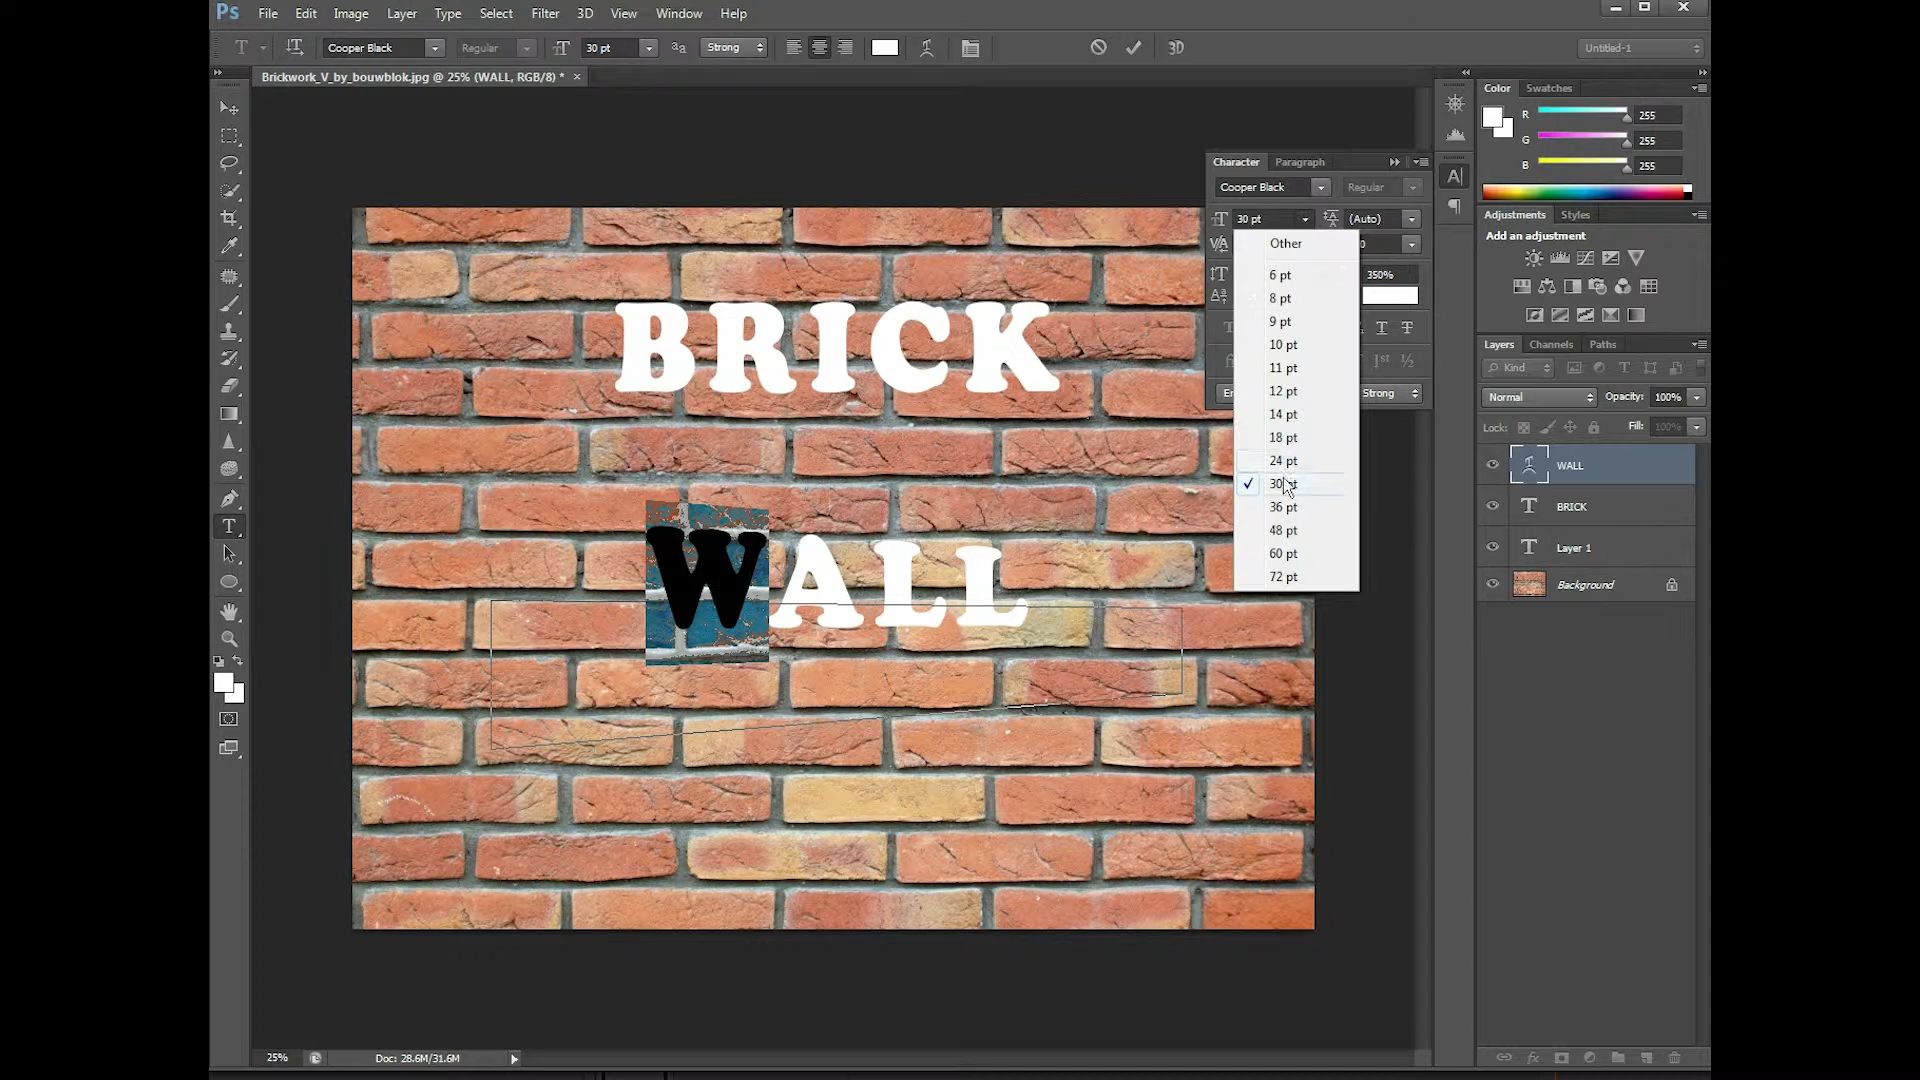 Ps File Edit Image Layer Type Select Filter 3D View Window Help
T Cooper Black Regular 30 pt Strong 3D Untitled-1
Brickwork_V_by_bouwblok.jpg @ 25% (WALL, RGB/8) * ×
Color Swatches
R 255
G 255
B 255
Character Paragraph
Cooper Black Regular
30 pt (Auto)
0
350%
Strong
Other
6 pt
8 pt
9 pt
10 pt
11 pt
12 pt
14 pt
18 pt
24 pt
30 pt
36 pt
48 pt
60 pt
72 pt
BRICK
WALL
Adjustments Styles
Add an adjustment
Layers Channels Paths
Kind
Normal Opacity: 100%
Lock: Fill: 100%
WALL
BRICK
Layer 1
Background
25% Doc: 28.6M/31.6M